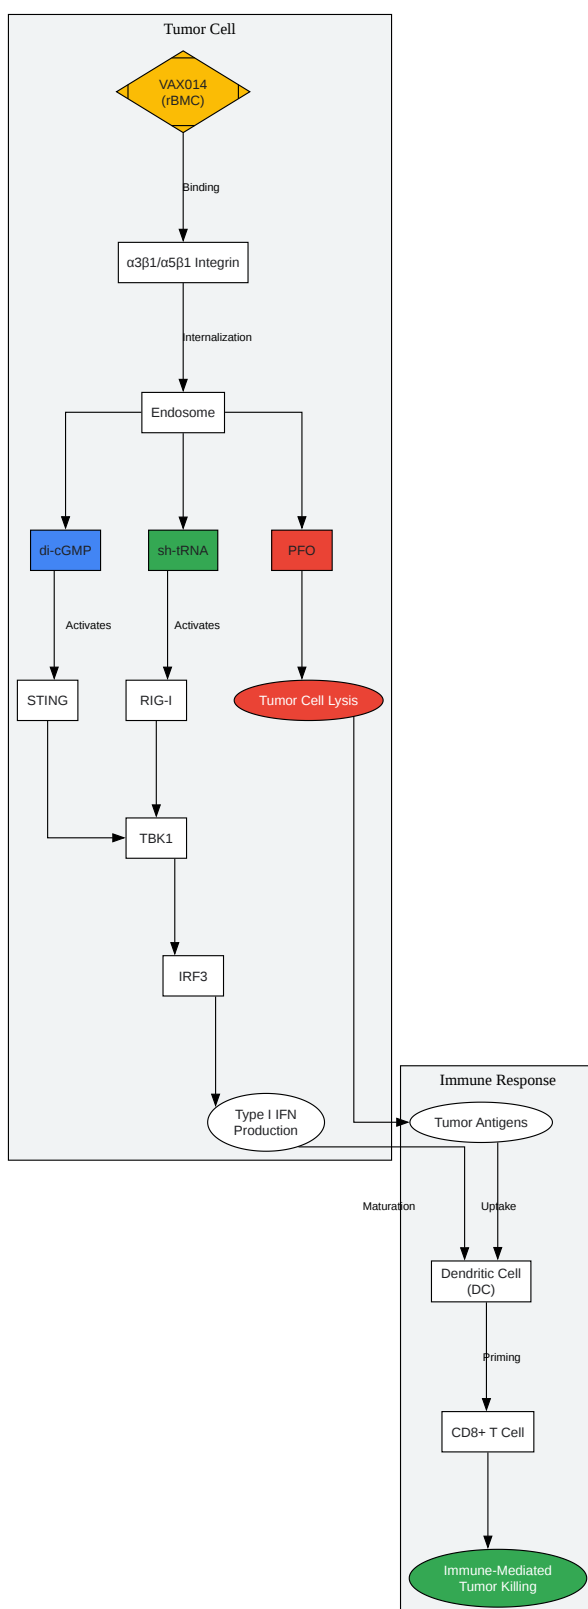 Tumor Cell
VAX014
(rBMC)
Binding
α3β1/α5β1 Integrin
Internalization
Endosome
di-cGMP
sh-tRNA
PFO
Activates
Activates
STING
RIG-I
Tumor Cell Lysis
TBK1
IRF3
Immune Response
Type I IFN
Production
Tumor Antigens
Maturation
Uptake
Dendritic Cell
(DC)
Priming
CD8+ T Cell
Immune-Mediated
Tumor Killing